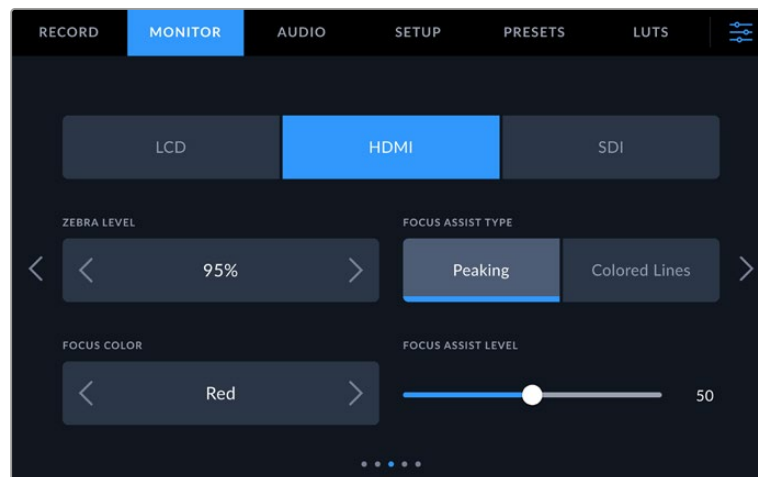 RECORD MONITOR AUDIO SETUP PRESETS LUTS
LCD HDMI SDI
ZEBRA LEVEL FOCUS ASSIST TYPE
95% Peaking Colored Lines
FOCUS COLOR FOCUS ASSIST LEVEL
Red 50